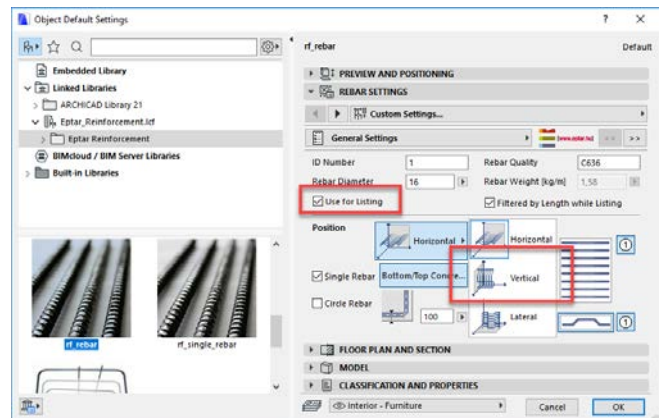 Object Default Settings
rf_rebar
Default
Embedded Library
Linked Libraries
ARCHICAD Library 21
Eptar_Reinforcement.lcf
Eptar Reinforcement
BIMcloud / BIM Server Libraries
Built-in Libraries
rf_rebar
rf_single_rebar
PREVIEW AND POSITIONING
REBAR SETTINGS
Custom Settings...
General Settings
ID Number 1 Rebar Quality C636
Rebar Diameter 16 Rebar Weight [kg/m] 1,58
Use for Listing Filtered by Length while Listing
Position
Horizontal Horizontal 1
Single Rebar Bottom/Top Concre... Vertical
Circle Rebar 100 Lateral 1
FLOOR PLAN AND SECTION
MODEL
CLASSIFICATION AND PROPERTIES
Interior - Furniture Cancel OK